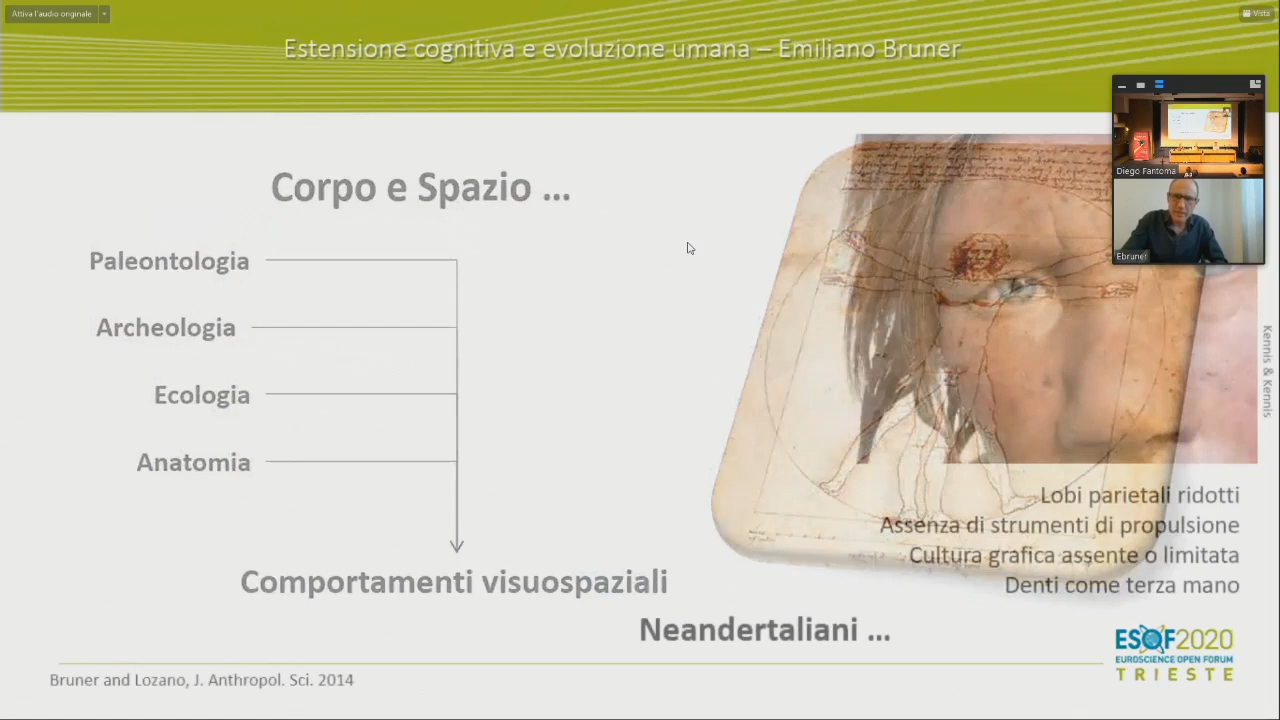 Attiva l'audio originale
Vista
Estensione cognitiva e evoluzione umana – Emiliano Bruner
Diego Fantoma
Ebruner
Corpo e Spazio ...
Paleontologia
Archeologia
Ecologia
Anatomia
Comportamenti visuospaziali
Kennis & Kennis
Lobi parietali ridotti
Assenza di strumenti di propulsione
Cultura grafica assente o limitata
Denti come terza mano
Neandertaliani ...
Bruner and Lozano, J. Anthropol. Sci. 2014
ESOF2020
EUROSCIENCE OPEN FORUM
TRIESTE